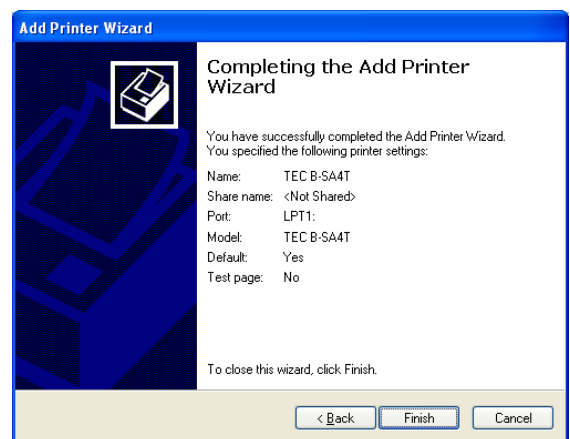 Add Printer Wizard
Completing the Add Printer
Wizard
You have successfully completed the Add Printer Wizard.
You specified the following printer settings:
Name: TEC B-SA4T
Share name: <Not Shared>
Port: LPT1:
Model: TEC B-SA4T
Default: Yes
Test page: No
To close this wizard, click Finish.
< Back Finish Cancel